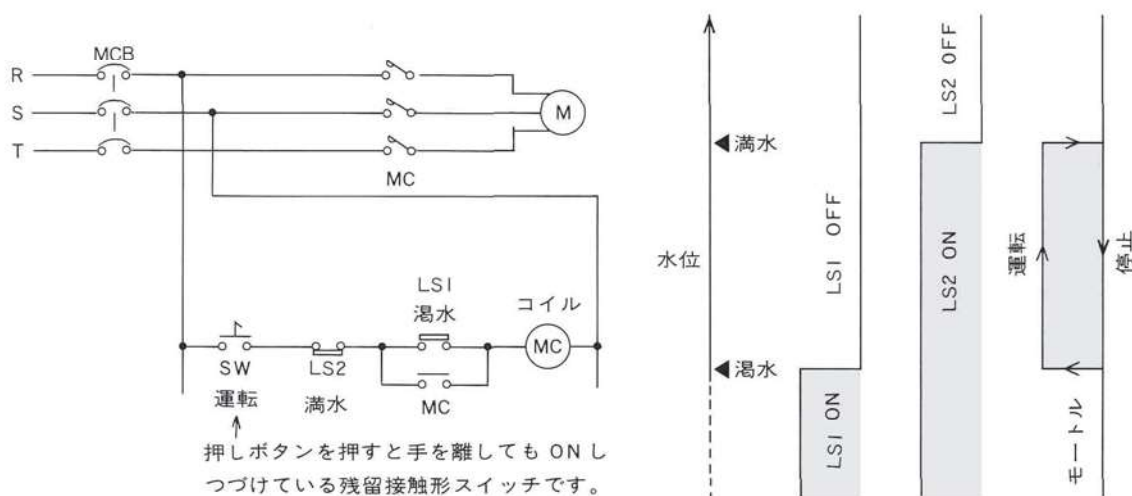 MCB
R
S
T
M
MC
LS1
渇水
コイル
SW
LS2
MC
MC
運転
満水
押しボタンを押すと手を離しても ON し
つづけている残留接触形スイッチです。
水位
満水
渇水
LS1 OFF
LS1 ON
LS2 OFF
LS2 ON
運転
停止
モートル